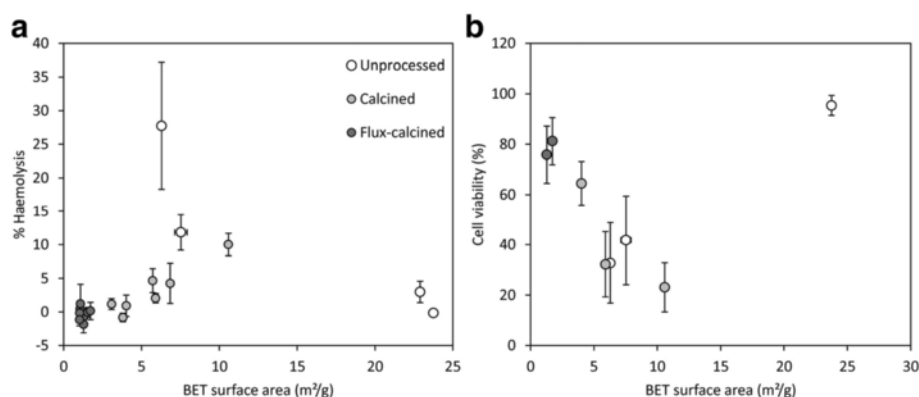 a
40
35
30
25
20
15
10
5
0
-5
% Haemolysis
Unprocessed
Calcined
Flux-calcined
0 5 10 15 20 25
BET surface area (m²/g)
b
120
100
80
60
40
20
0
Cell viability (%)
0 5 10 15 20 25 30
BET surface area (m²/g)